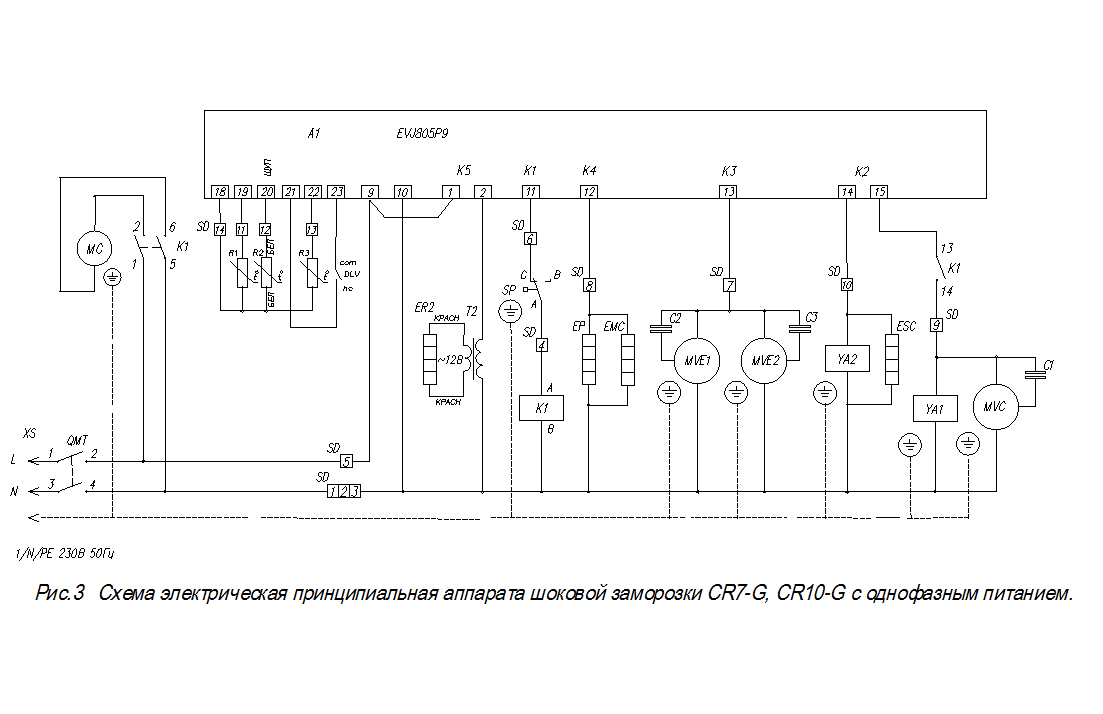 A1 EVJ805P9
ЩУП K5 K1 K4 K3 K2
18 19 20 21 22 23 9 10 1 2 11 12 13 14 15
2 6 SD 14 11 12 13 SD 6
MC K1 R1 R2 БЕЛ R3 com 13
1 5 t t t DLV C B SD SD SD K1
БЕЛ no SP A 8 7 10 14
ER2 КРАСН T2 SD EP EMC C2 C3 SD 9 ESC
~12В 4 MVE1 MVE2 YA2 C1
КРАСН A K1 B YA1 MVC
XS QMT
L 1 2 SD 5
N 3 4 SD 1 2 3
1/N/PE 230В 50Гц
Рис.3 Схема электрическая принципиальная аппарата шоковой заморозки CR7-G, CR10-G с однофазным питанием.